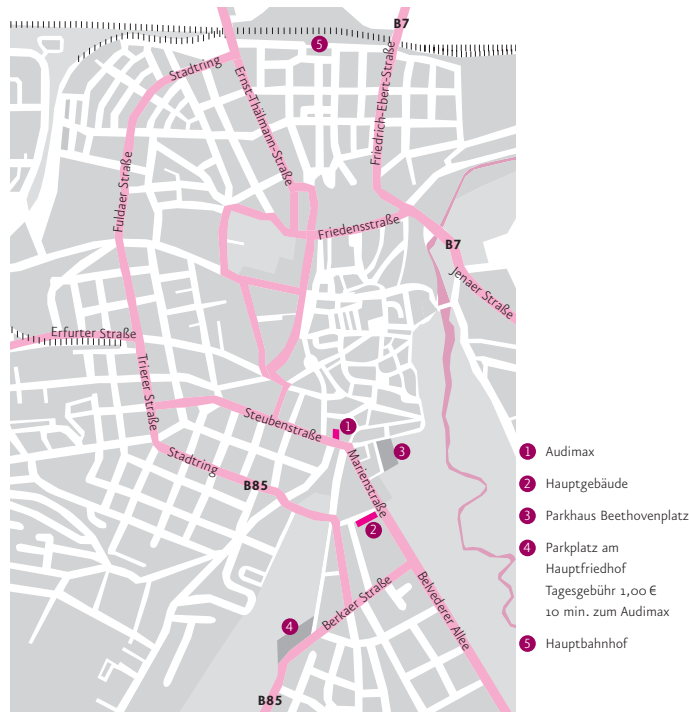 B7
5
Stadtring
Ernst-Thälmann-Straße
Friedrich-Ebert-Straße
Fuldaer Straße
Friedensstraße
B7
Jenaer Straße
Erfurter Straße
Trierer Straße
Steubenstraße
1
3
Stadtring
Marienstraße
B85
2
Belvederer Allee
Berkaer Straße
4
B85
1 Audimax
2 Hauptgebäude
3 Parkhaus Beethovenplatz
4 Parkplatz am
Hauptfriedhof
Tagesgebühr 1,00 €
10 min. zum Audimax
5 Hauptbahnhof